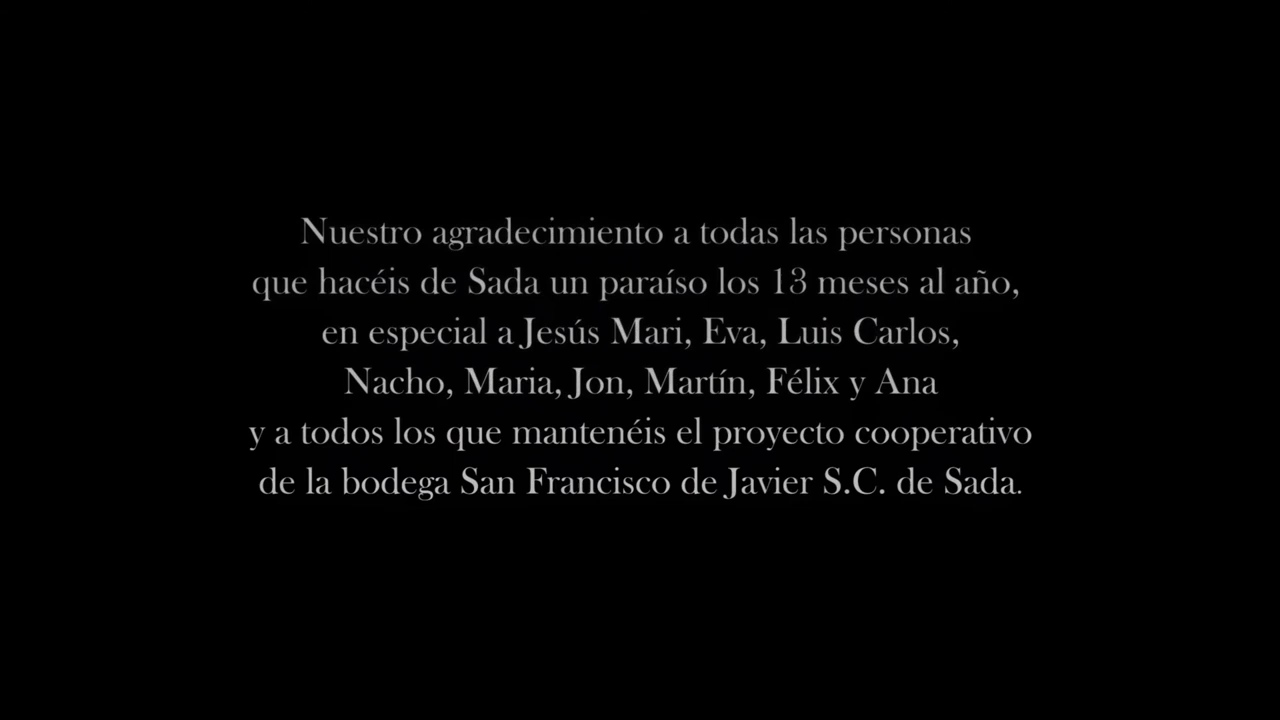 Nuestro agradecimiento a todas las personas
que hacéis de Sada un paraíso los 13 meses al año,
en especial a Jesús Mari, Eva, Luis Carlos,
Nacho, Maria, Jon, Martín, Félix y Ana
y a todos los que mantenéis el proyecto cooperativo
de la bodega San Francisco de Javier S.C. de Sada.